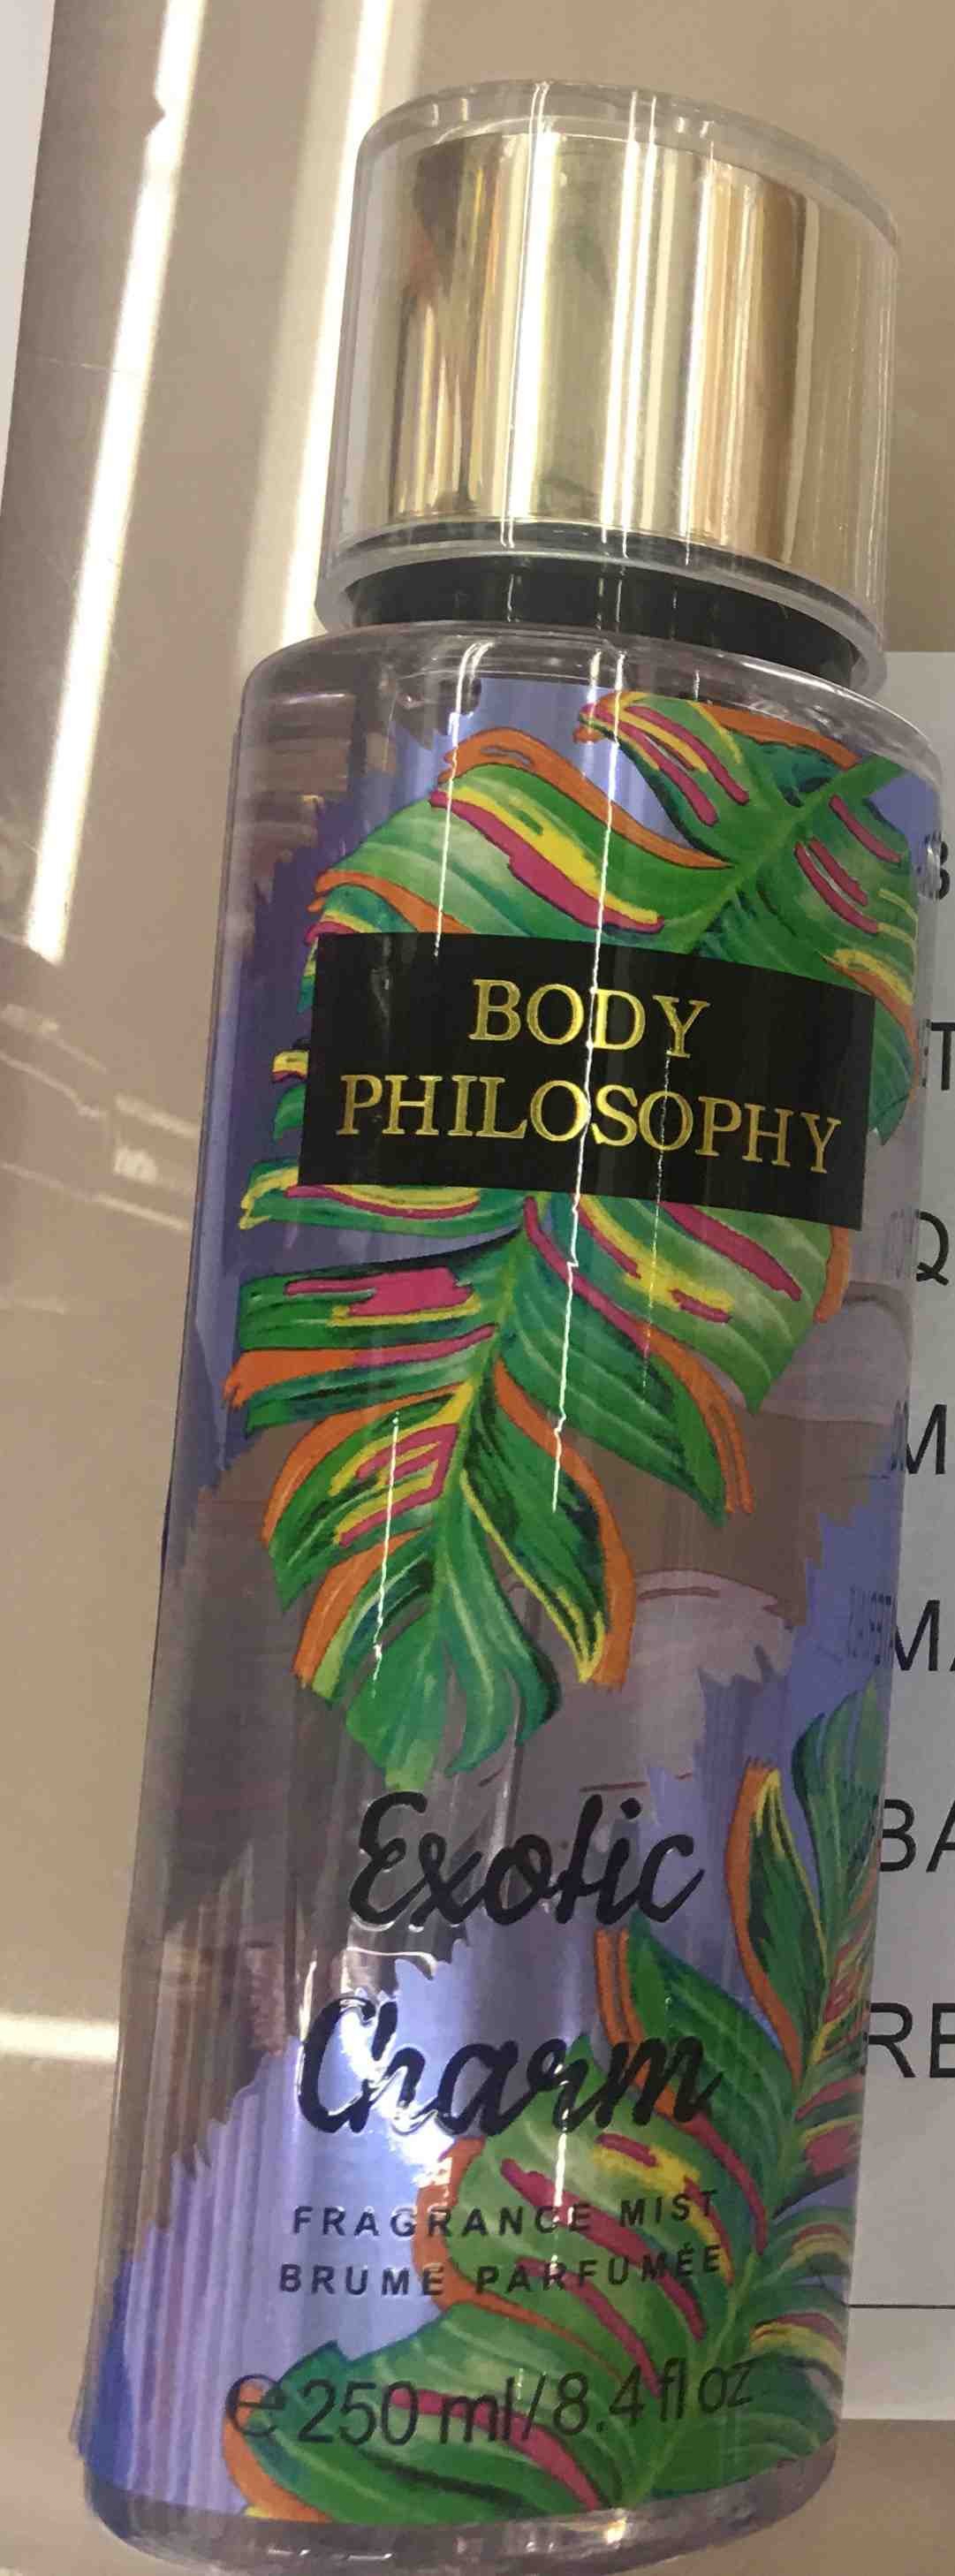 BODY
PHILOSOPHY
Exotic
Charm
FRAGRANCE MIST
BRUME PARFUMÉE
e 250 ml/8.4 fl oz